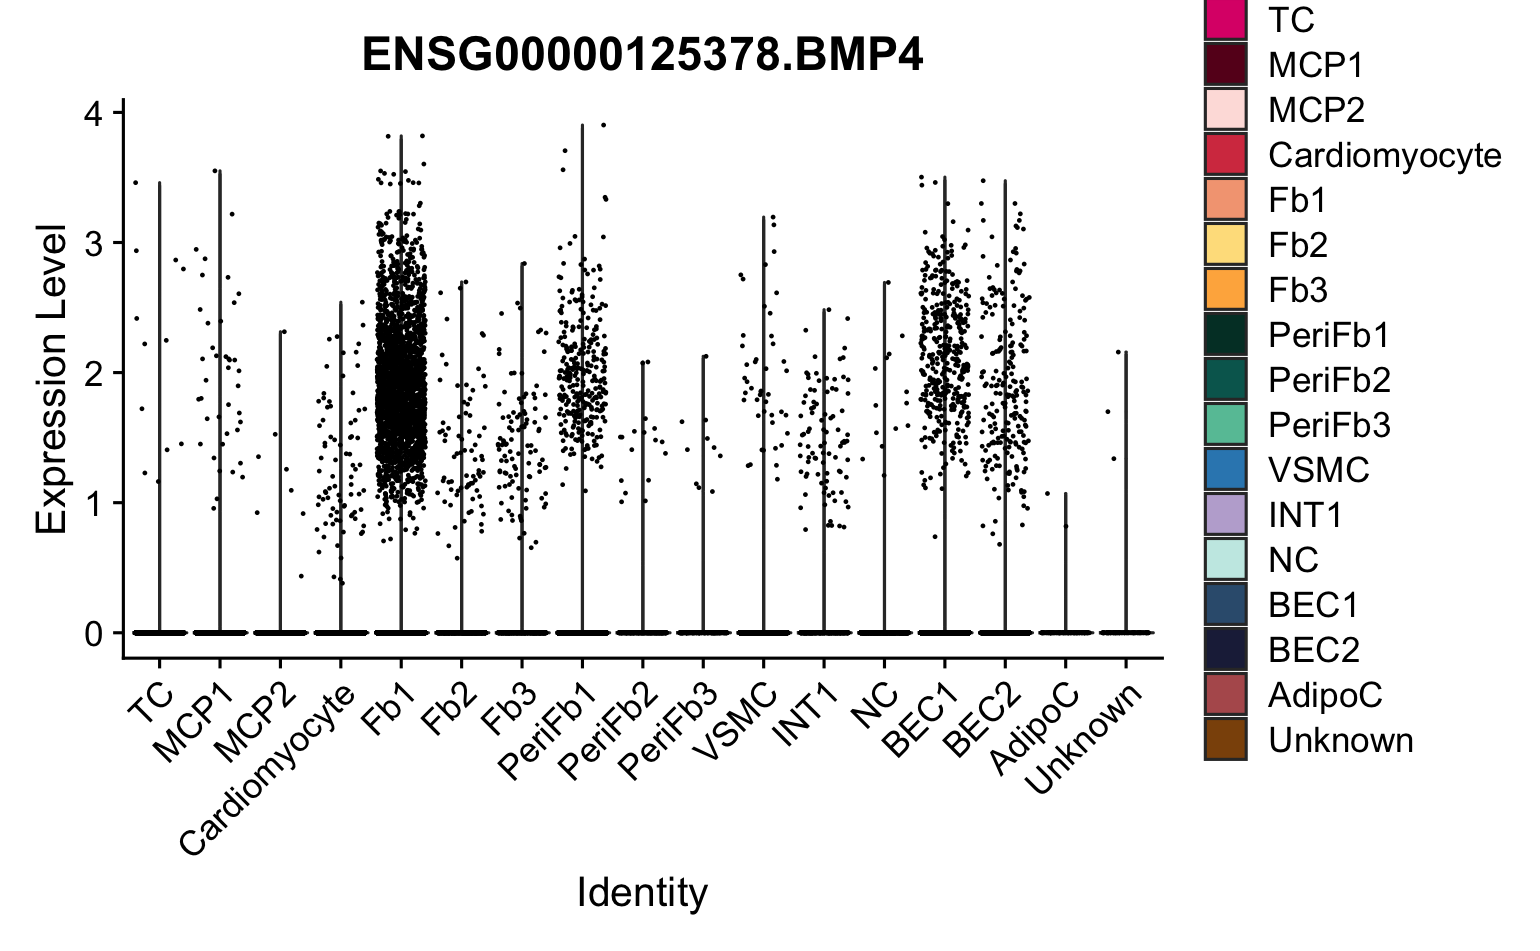 ENSG00000125378.BMP4
Expression Level
4
3
2
1
0
TC
MCP1
MCP2
Cardiomyocyte
Fb1
Fb2
Fb3
PeriFb1
PeriFb2
PeriFb3
VSMC
INT1
NC
BEC1
BEC2
AdipoC
Unknown
Identity
TC
MCP1
MCP2
Cardiomyocyte
Fb1
Fb2
Fb3
PeriFb1
PeriFb2
PeriFb3
VSMC
INT1
NC
BEC1
BEC2
AdipoC
Unknown